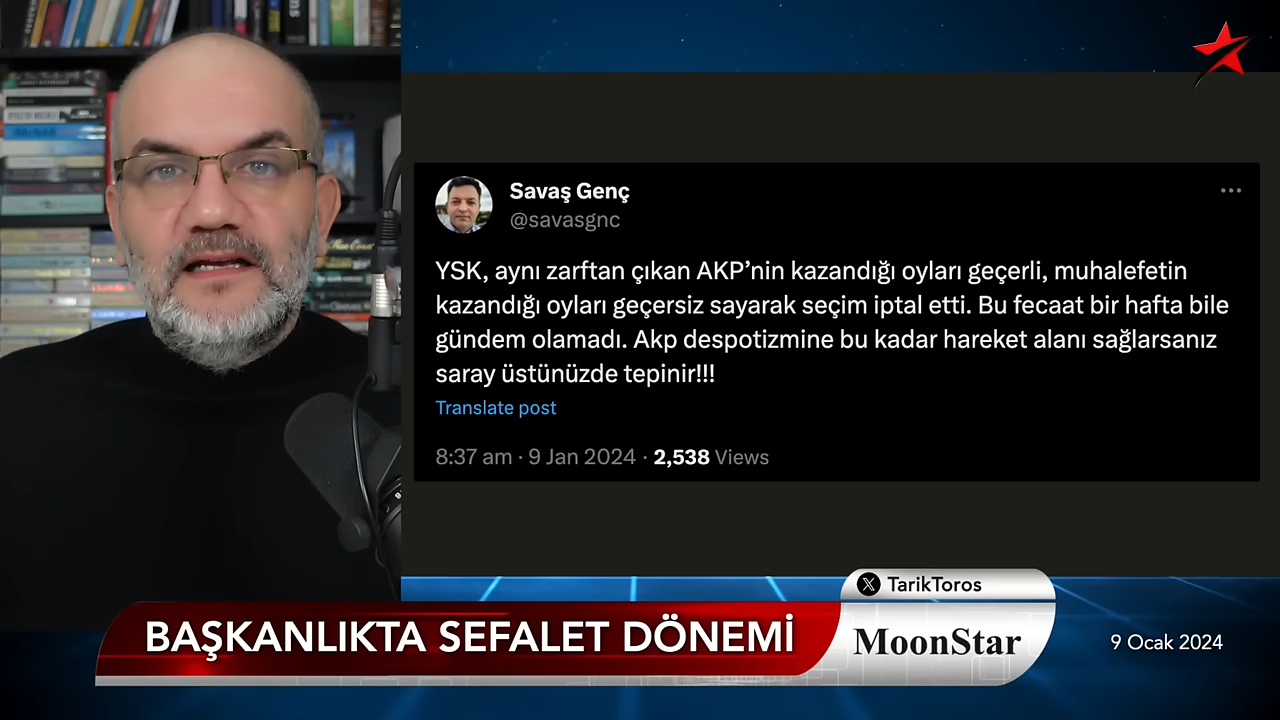 Savaş Genç
@savasgnc
YSK, aynı zarftan çıkan AKP’nin kazandığı oyları geçerli, muhalefetin
kazandığı oyları geçersiz sayarak seçim iptal etti. Bu fecaat bir hafta bile
gündem olamadı. Akp despotizmine bu kadar hareket alanı sağlarsanız
saray üstünüzde tepinir!!!
Translate post
8:37 am · 9 Jan 2024 · 2,538 Views
TarikToros
BAŞKANLIKTA SEFALET DÖNEMİ
MoonStar
9 Ocak 2024